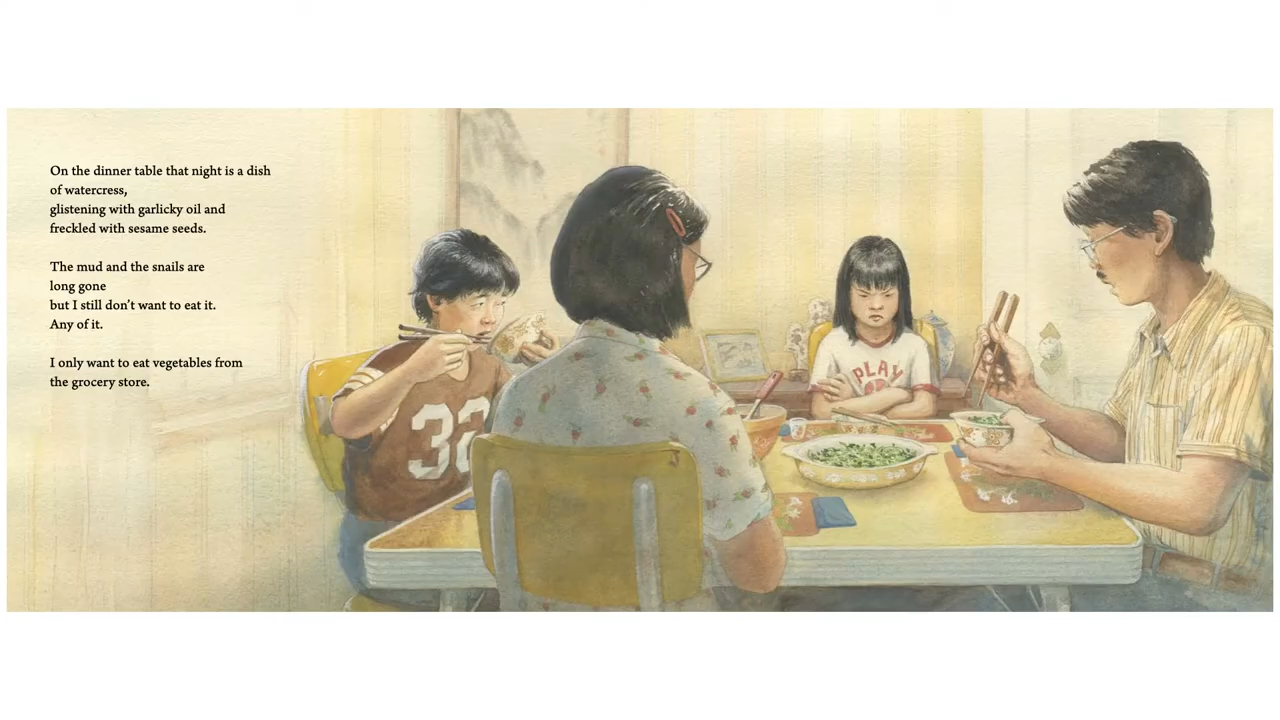 On the dinner table that night is a dish
of watercress,
glistening with garlicky oil and
freckled with sesame seeds.
The mud and the snails are
long gone
but I still don’t want to eat it.
Any of it.
I only want to eat vegetables from
the grocery store.
32
PLAY